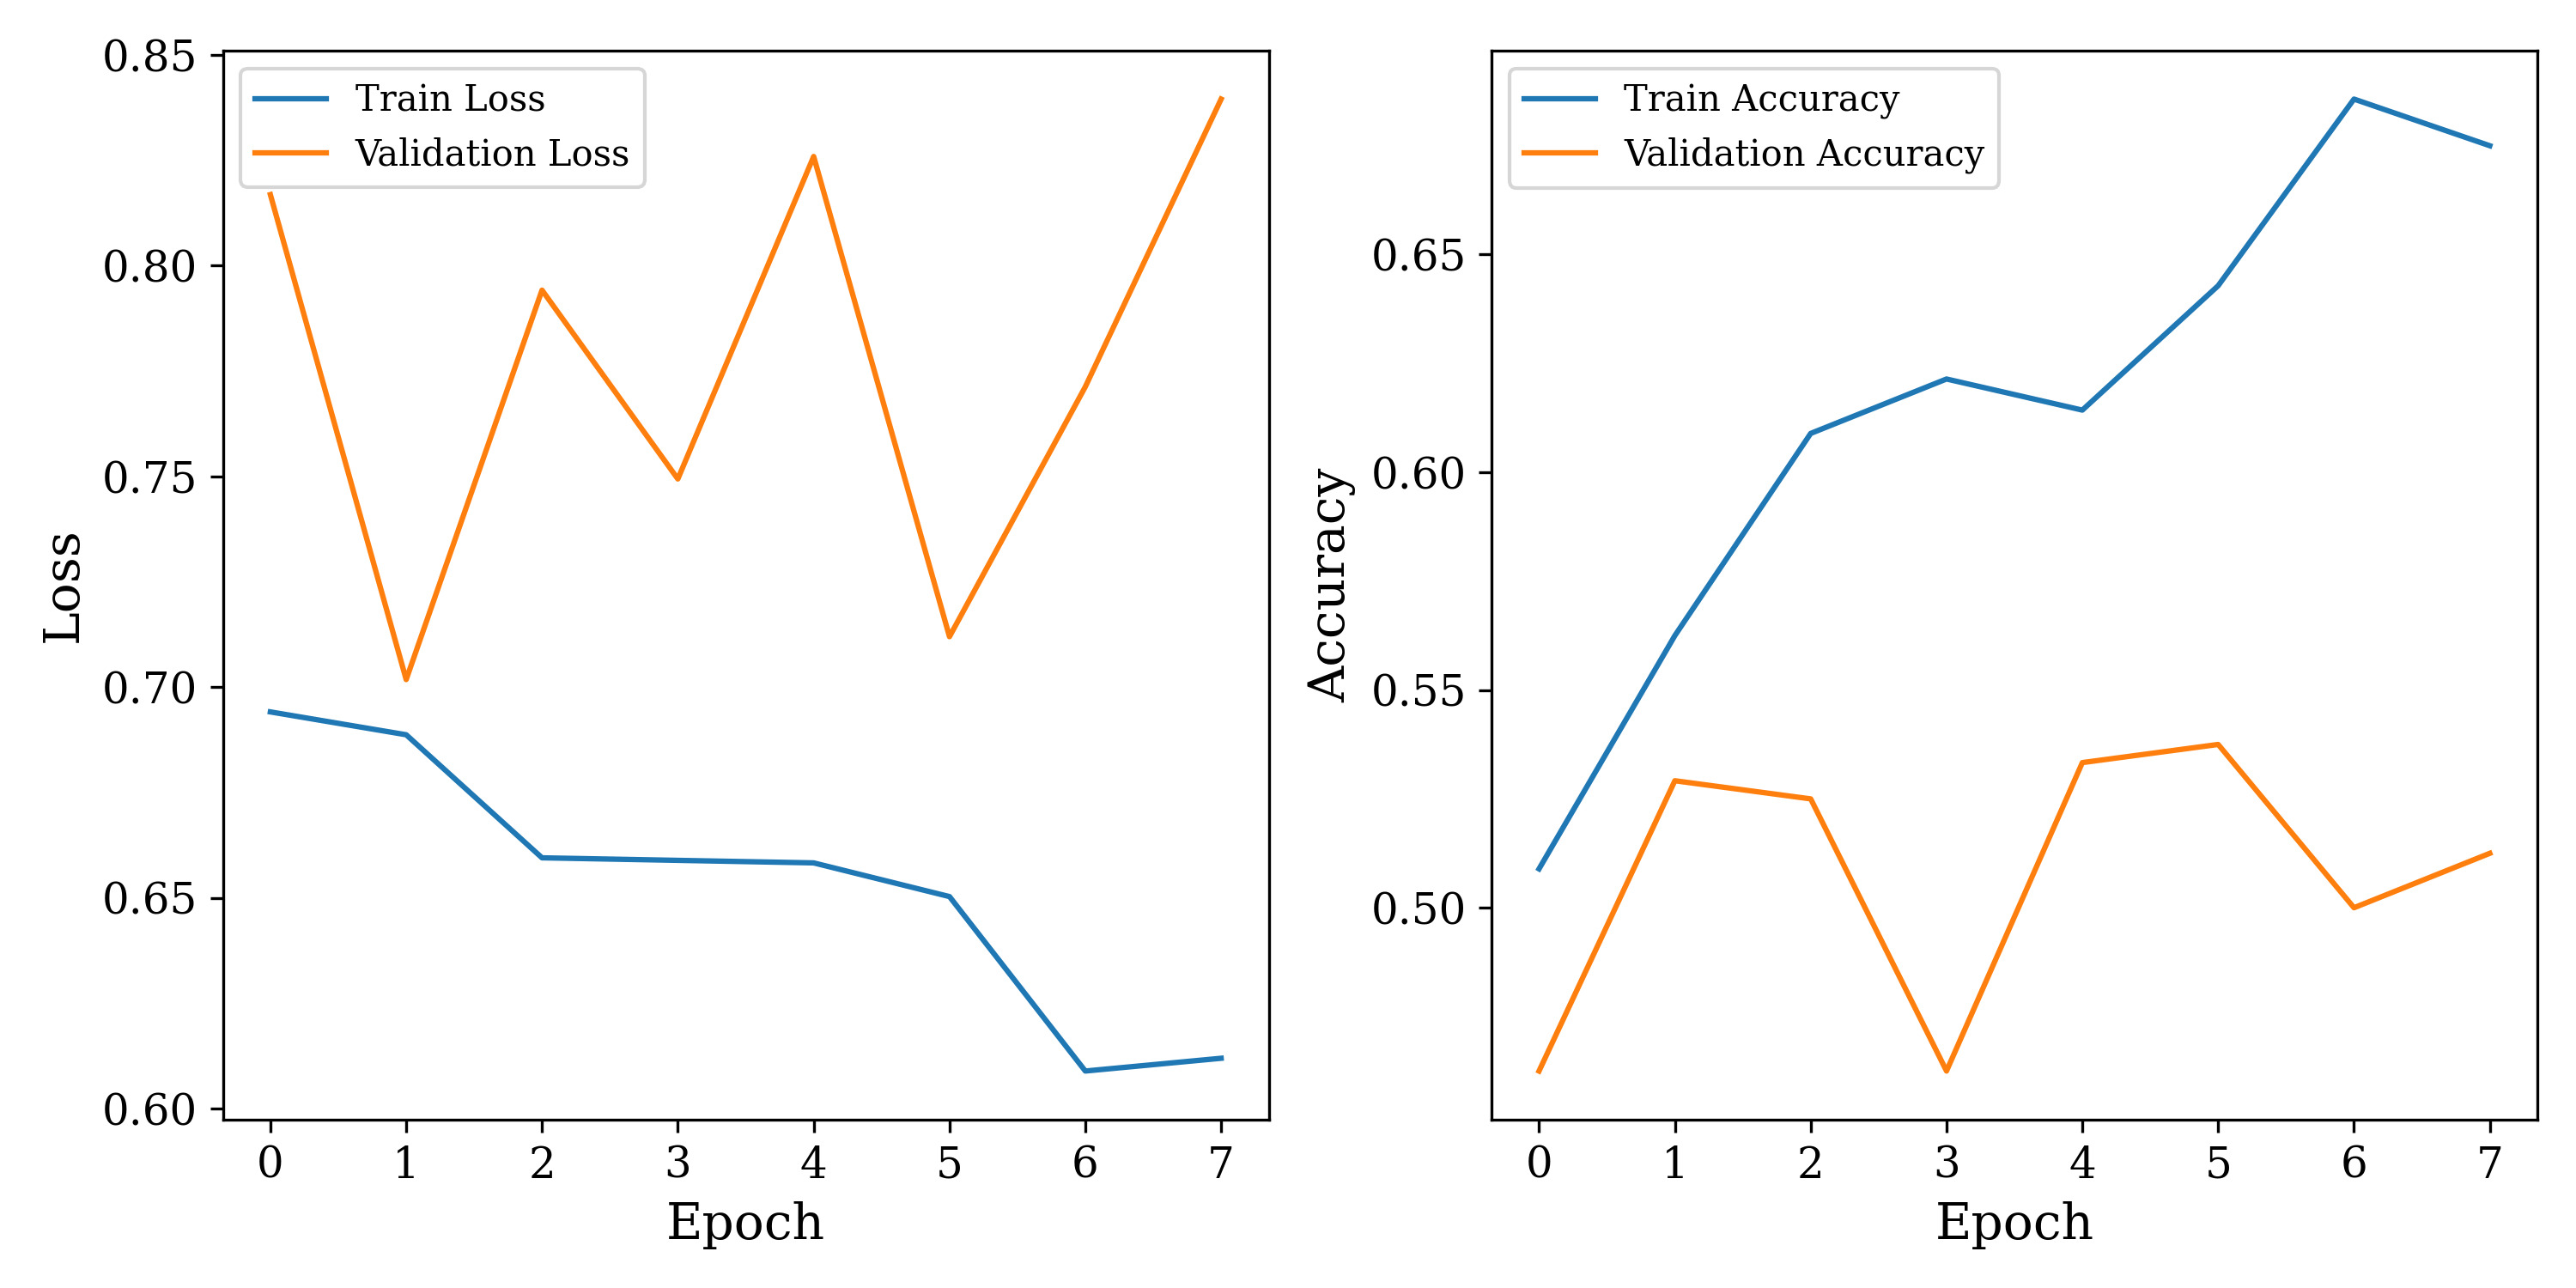 0.85
0.80
0.75
0.70
0.65
0.60
Loss
Train Loss
Validation Loss
0 1 2 3 4 5 6 7
Epoch
0.65
0.60
0.55
0.50
Accuracy
Train Accuracy
Validation Accuracy
0 1 2 3 4 5 6 7
Epoch